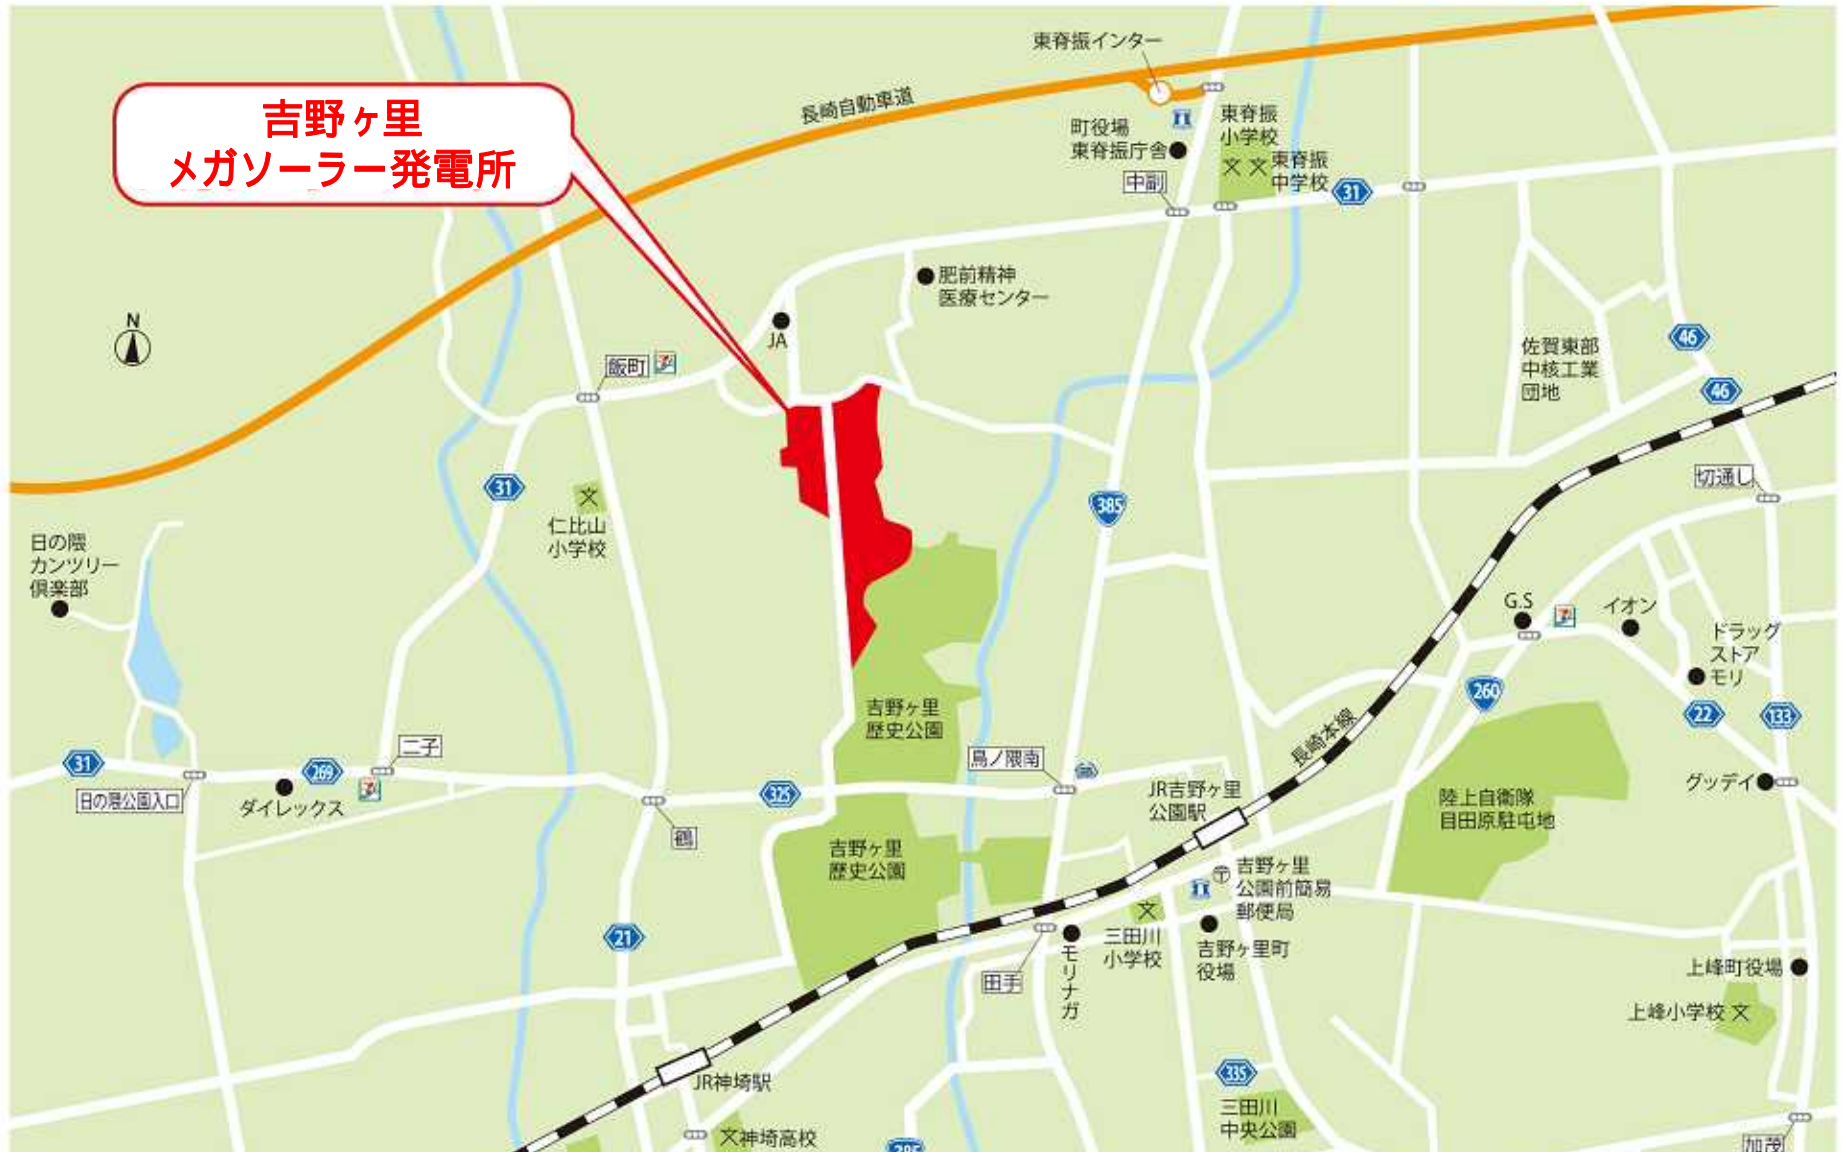 東脊振インター
長崎自動車道
吉野ヶ里
メガソーラー発電所
町役場
東脊振庁舎
東脊振
小学校
東脊振
中学校
中副
31
肥前精神
医療センター
N
JA
飯町
佐賀東部
中核工業
団地
46
46
切通し
31
385
仁比山
小学校
日の隈
カンツリー
倶楽部
G.S
イオン
ドラッグ
ストア
モリ
260
22
133
吉野ヶ里
歴史公園
長崎本線
二子
鳥ノ隈南
31
269
日の隈公園入口
ダイレックス
325
鶴
JR吉野ヶ里
公園駅
グッデイ
陸上自衛隊
目田原駐屯地
吉野ヶ里
歴史公園
吉野ヶ里
公園前簡易
郵便局
21
三田川
小学校
吉野ヶ里町
役場
田手
モリナガ
上峰町役場
上峰小学校
JR神埼駅
335
三田川
中央公園
神埼高校
加茂